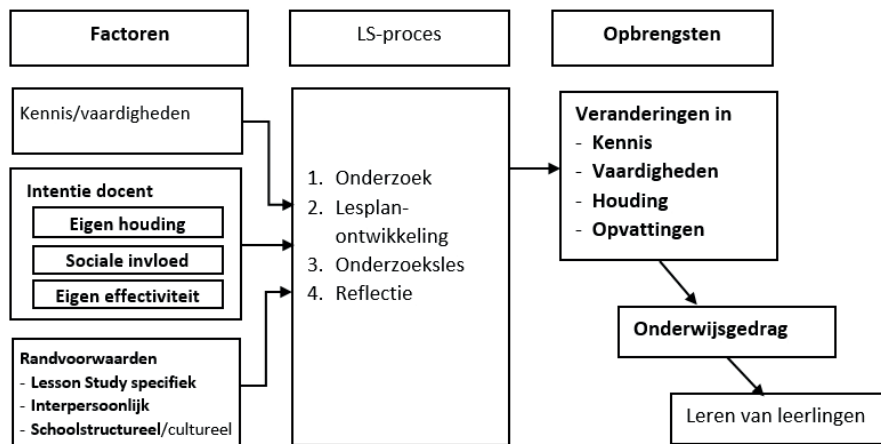 Factoren
LS-proces
Opbrengsten
Kennis/vaardigheden
Intentie docent
Eigen houding
Sociale invloed
Eigen effectiviteit
Randvoorwaarden
- Lesson Study specifiek
- Interpersoonlijk
- Schoolstructureel/cultureel
1. Onderzoek
2. Lesplan-
ontwikkeling
3. Onderzoeksles
4. Reflectie
Veranderingen in
- Kennis
- Vaardigheden
- Houding
- Opvattingen
Onderwijsgedrag
Leren van leerlingen